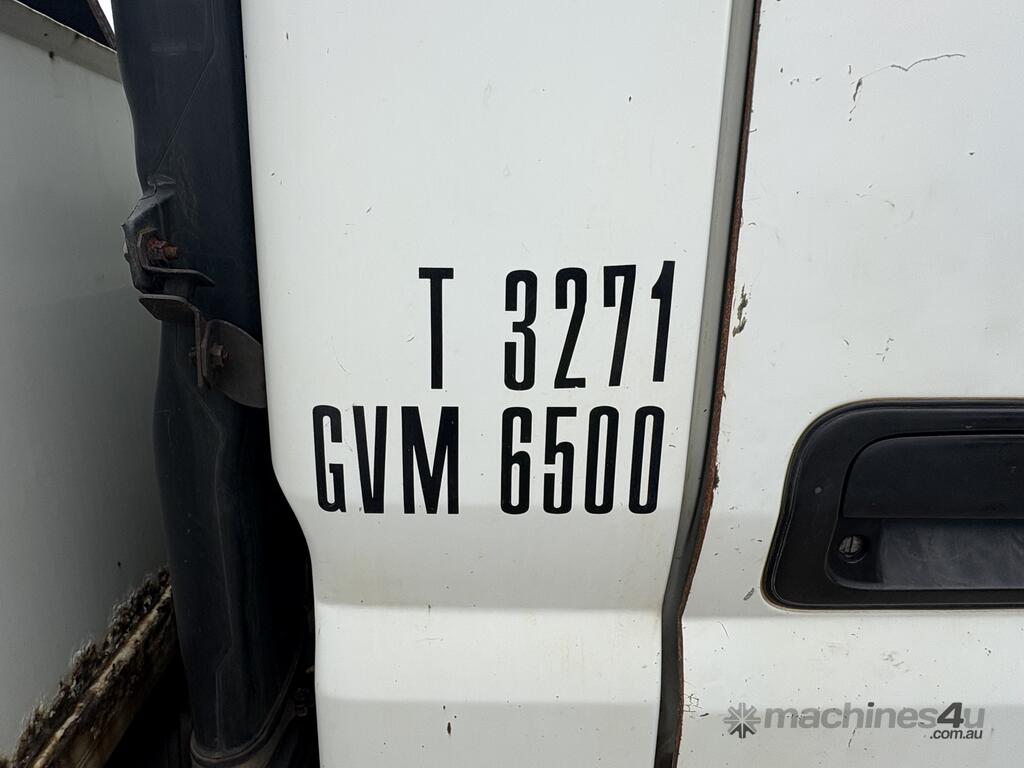 T 3271
GVM 6500
machines4u
.com.au